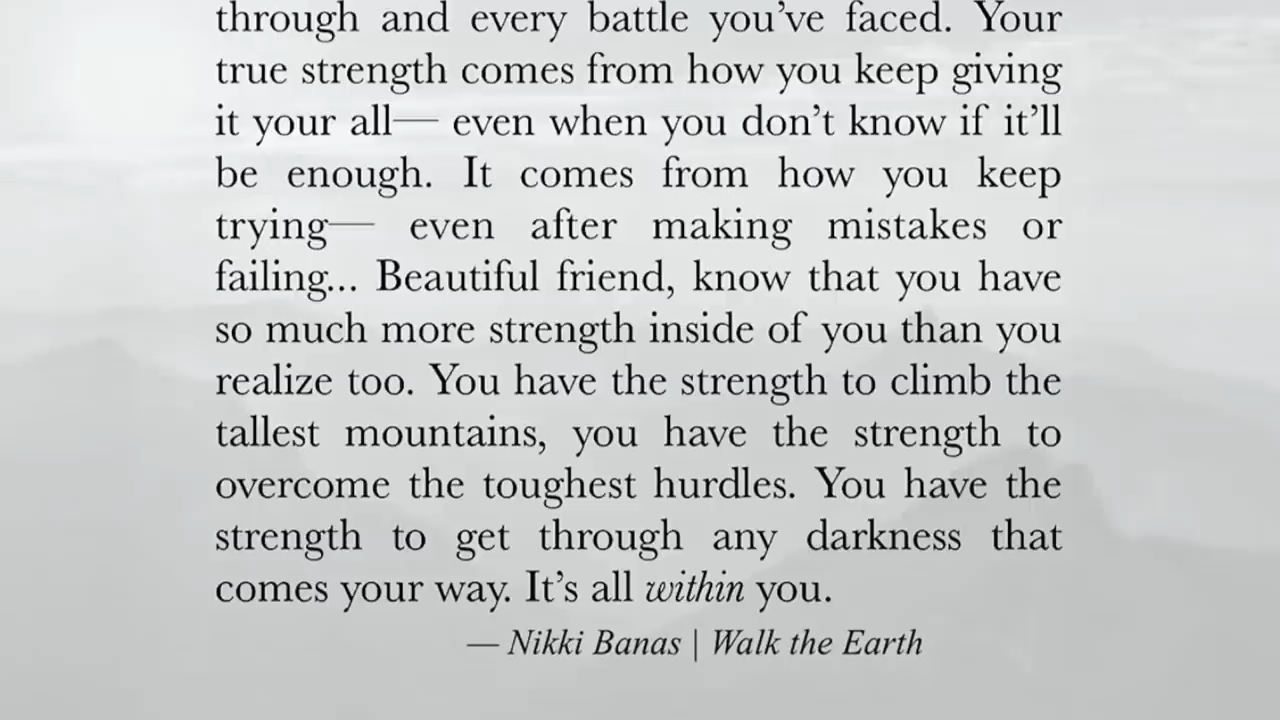 through and every battle you’ve faced. Your
true strength comes from how you keep giving
it your all— even when you don’t know if it’ll
be enough. It comes from how you keep
trying— even after making mistakes or
failing... Beautiful friend, know that you have
so much more strength inside of you than you
realize too. You have the strength to climb the
tallest mountains, you have the strength to
overcome the toughest hurdles. You have the
strength to get through any darkness that
comes your way. It’s all within you.
— Nikki Banas | Walk the Earth